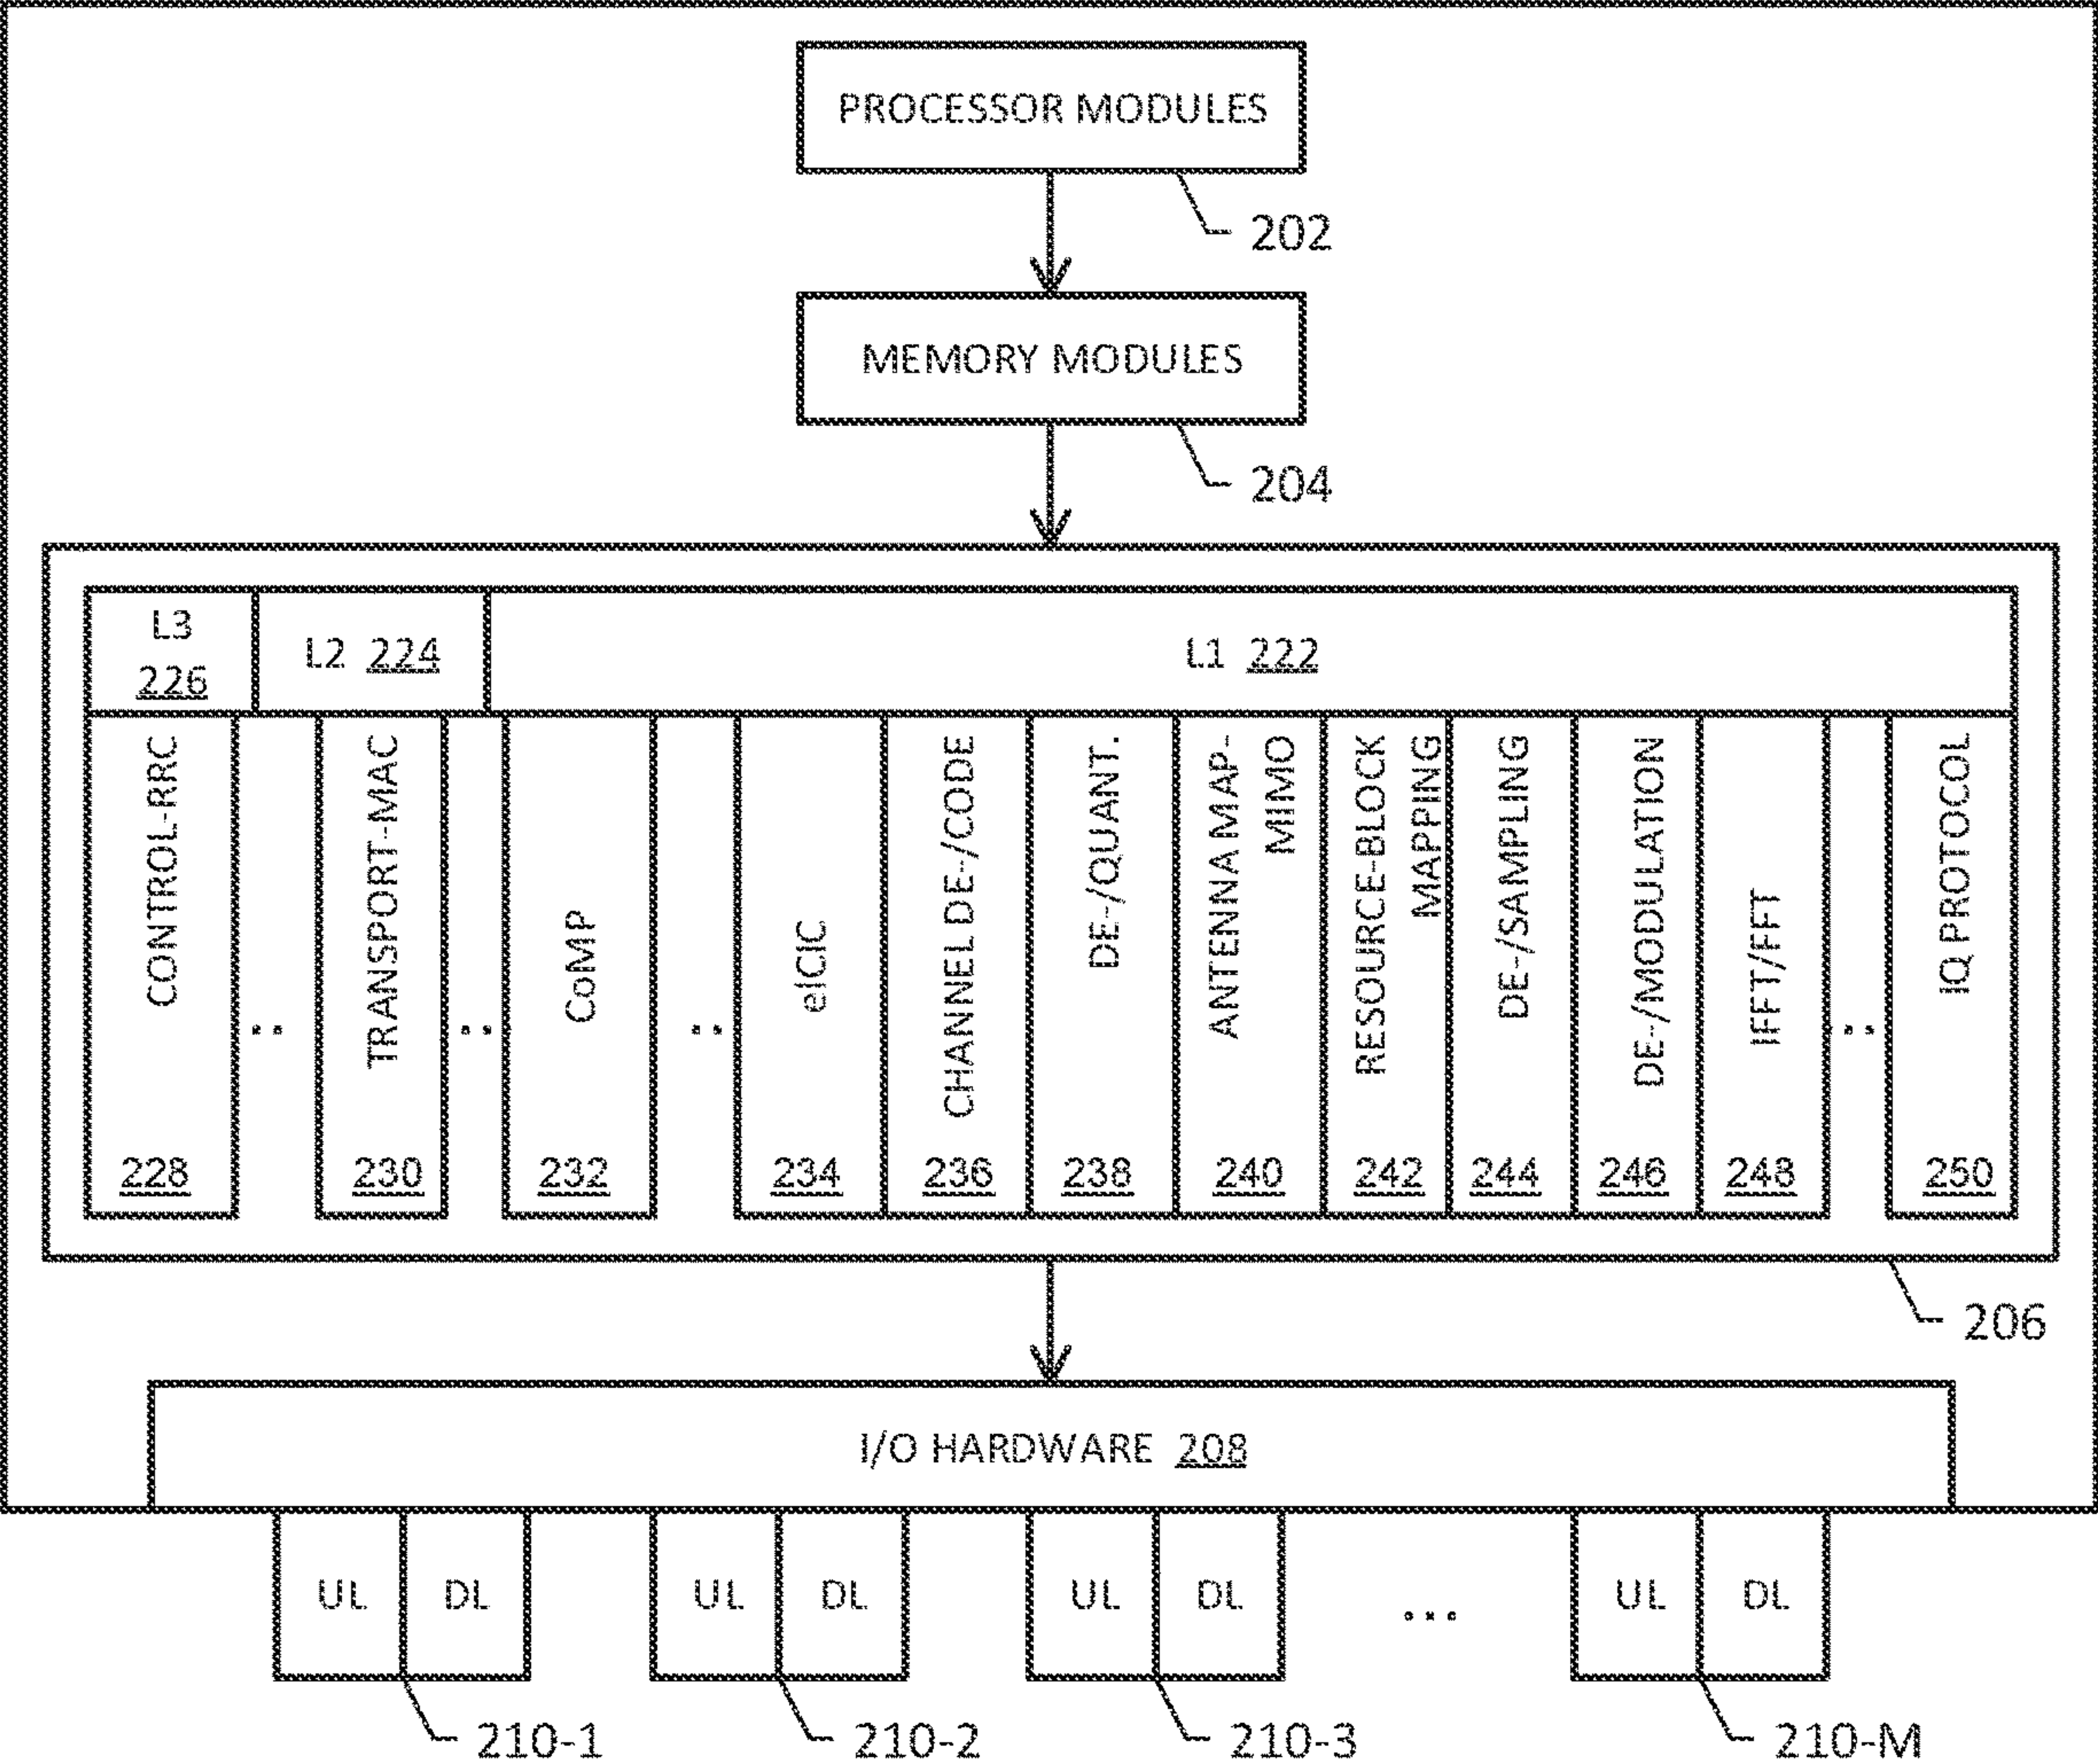 PROCESSOR MODULES
202
MEMORY MODULES
204
L3
226
L2 224
L1 222
CONTROL-RRC
228
..
TRANSPORT-MAC
230
..
CoMP
232
..
eICIC
234
CHANNEL DE-/CODE
236
DE-/QUANT.
238
ANTENNA MAP-
MIMO
240
RESOURCE-BLOCK
MAPPING
242
DE-/SAMPLING
244
DE-/MODULATION
246
IFFT/FFT
248
..
IQ PROTOCOL
250
206
I/O HARDWARE 208
UL DL UL DL UL DL ... UL DL
210-1 210-2 210-3 210-M